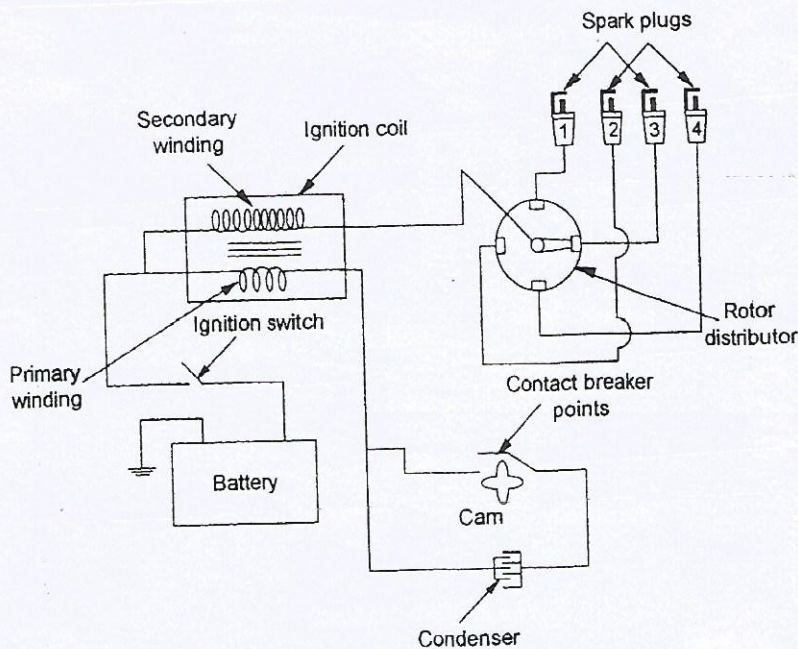 Spark plugs
Secondary
winding
Ignition coil
1
2
3
4
Rotor
distributor
Ignition switch
Primary
winding
Contact breaker
points
Battery
Cam
Condenser